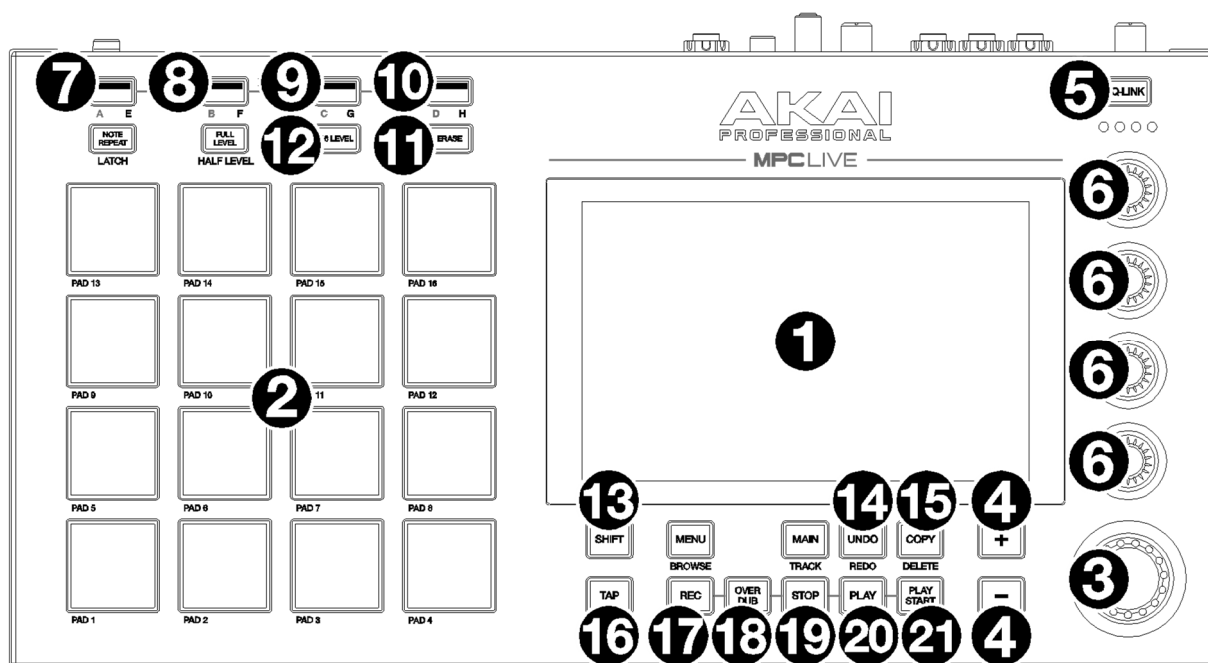 7 8 9 10
A E B F C G D H
5 Q-LINK
NOTE REPEAT
FULL LEVEL
12 6 LEVEL
11 ERASE
LATCH
HALF LEVEL
AKAI
PROFESSIONAL
MPCLIVE
6
6
6
6
PAD 13 PAD 14 PAD 15 PAD 16
1
PAD 9 PAD 10 11 PAD 12
2
PAD 5 PAD 6 PAD 7 PAD 8
PAD 1 PAD 2 PAD 3 PAD 4
13 14 15 4
SHIFT MENU MAIN UNDO COPY +
BROWSE TRACK REDO DELETE
3
TAP REC OVER DUB STOP PLAY PLAY START −
16 17 18 19 20 21 4